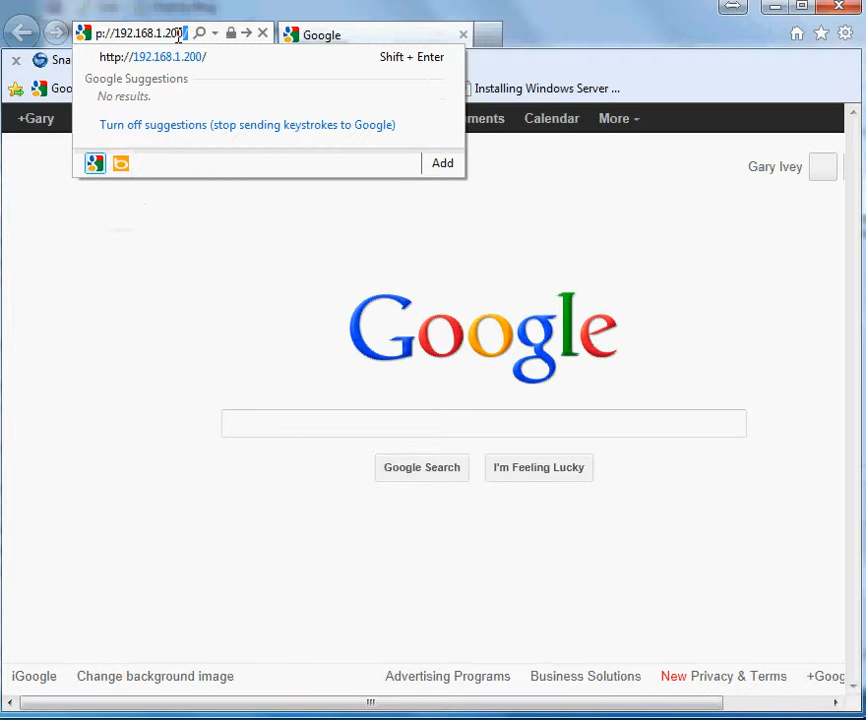 p://192.168.1.200/
Google
http://192.168.1.200/ Shift + Enter
Google Suggestions
No results.
Turn off suggestions (stop sending keystrokes to Google)
Add
Sna
Goo
Installing Windows Server ...
+Gary
ments Calendar More
Gary Ivey
Google
Google Search I'm Feeling Lucky
iGoogle Change background image Advertising Programs Business Solutions New Privacy & Terms +Goog